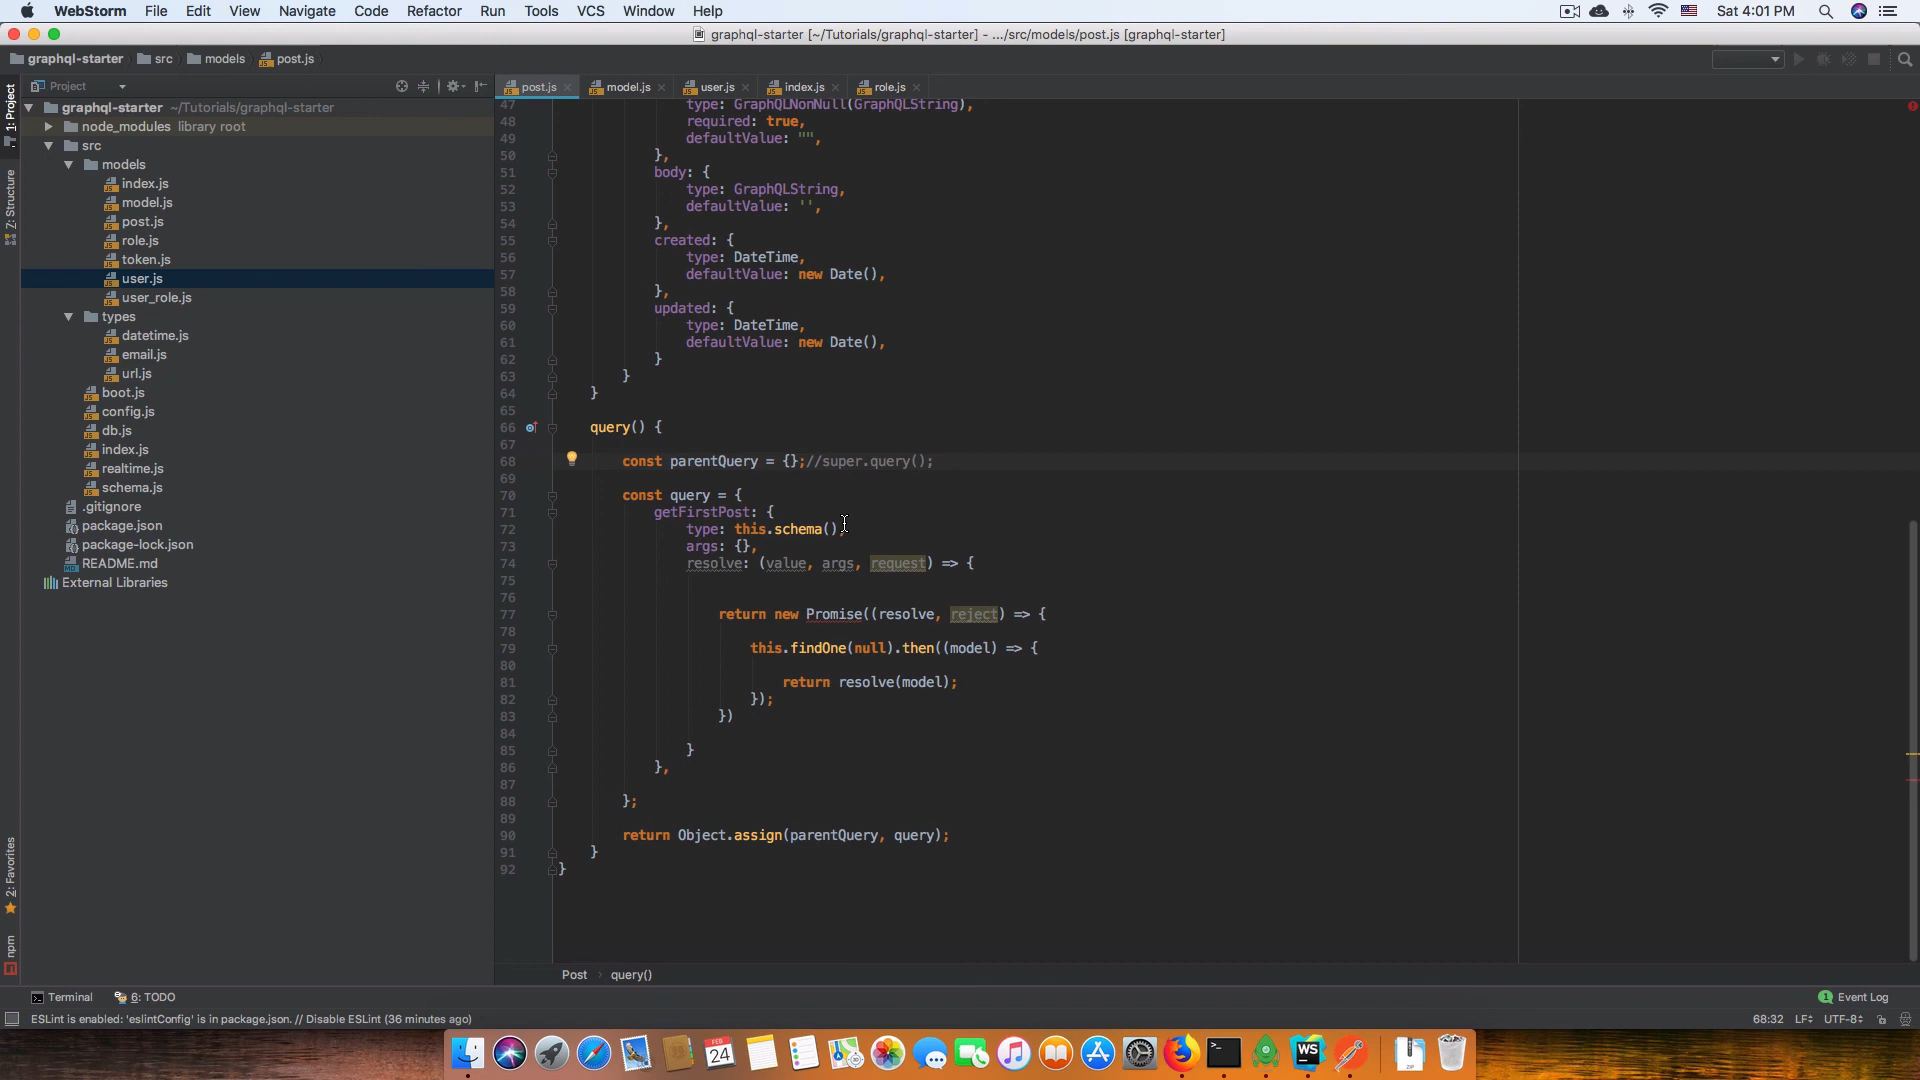 WebStorm File Edit View Navigate Code Refactor Run Tools VCS Window Help Sat 4:01 PM
graphql-starter [~/Tutorials/graphql-starter] - .../src/models/post.js [graphql-starter]
graphql-starter src models post.js
Project
post.js model.js user.js index.js role.js
graphql-starter ~/Tutorials/graphql-starter
node_modules library root
src
models
index.js
model.js
post.js
role.js
token.js
user.js
user_role.js
types
datetime.js
email.js
url.js
boot.js
config.js
db.js
index.js
realtime.js
schema.js
.gitignore
package.json
package-lock.json
README.md
External Libraries
1: Project
7: Structure
2: Favorites
npm
47 type: GraphQLNonNull(GraphQLString),
48 required: true,
49 defaultValue: "",
50 },
51 body: {
52 type: GraphQLString,
53 defaultValue: '',
54 },
55 created: {
56 type: DateTime,
57 defaultValue: new Date(),
58 },
59 updated: {
60 type: DateTime,
61 defaultValue: new Date(),
62 }
63 }
64 }
65
66 query() {
67
68 const parentQuery = {};//super.query();
69
70 const query = {
71 getFirstPost: {
72 type: this.schema(),
73 args: {},
74 resolve: (value, args, request) => {
75
76
77 return new Promise((resolve, reject) => {
78
79 this.findOne(null).then((model) => {
80
81 return resolve(model);
82 });
83 })
84
85 }
86 },
87
88 };
89
90 return Object.assign(parentQuery, query);
91 }
92 }
Post query()
Terminal 6: TODO 1 Event Log
ESLint is enabled: 'eslintConfig' is in package.json. // Disable ESLint (36 minutes ago) 68:32 LF UTF-8
FEB
24
>_
WS
ZIP